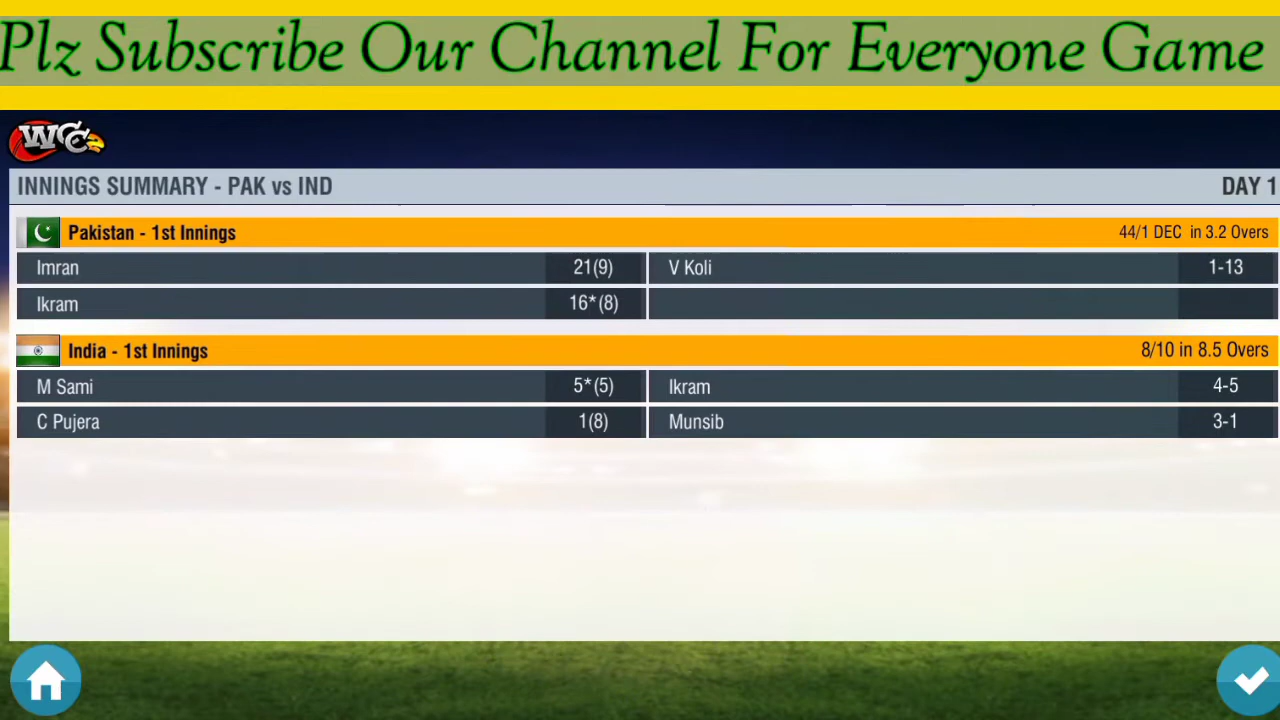 Plz Subscribe Our Channel For Everyone Game
WCC2
INNINGS SUMMARY - PAK vs IND DAY 1
Pakistan - 1st Innings 44/1 DEC in 3.2 Overs
Imran 21(9) V Koli 1-13
Ikram 16*(8)
India - 1st Innings 8/10 in 8.5 Overs
M Sami 5*(5) Ikram 4-5
C Pujera 1(8) Munsib 3-1